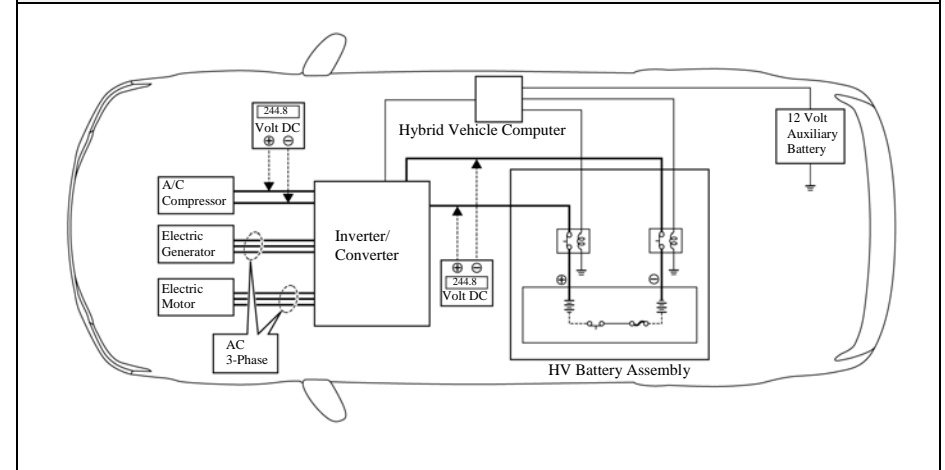 244.8
Volt DC
⊕ ⊖
Hybrid Vehicle Computer
12 Volt
Auxiliary
Battery
A/C
Compressor
Electric
Generator
Electric
Motor
Inverter/
Converter
⊕ ⊖
244.8
Volt DC
⊕
⊖
AC
3-Phase
HV Battery Assembly